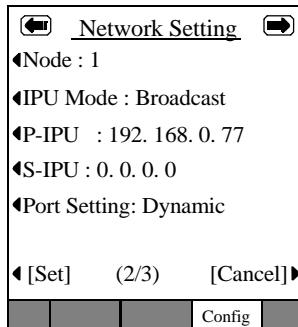 Network Setting
Node : 1
IPU Mode : Broadcast
P-IPU : 192. 168. 0. 77
S-IPU : 0. 0. 0. 0
Port Setting: Dynamic
[Set] (2/3) [Cancel]
Config